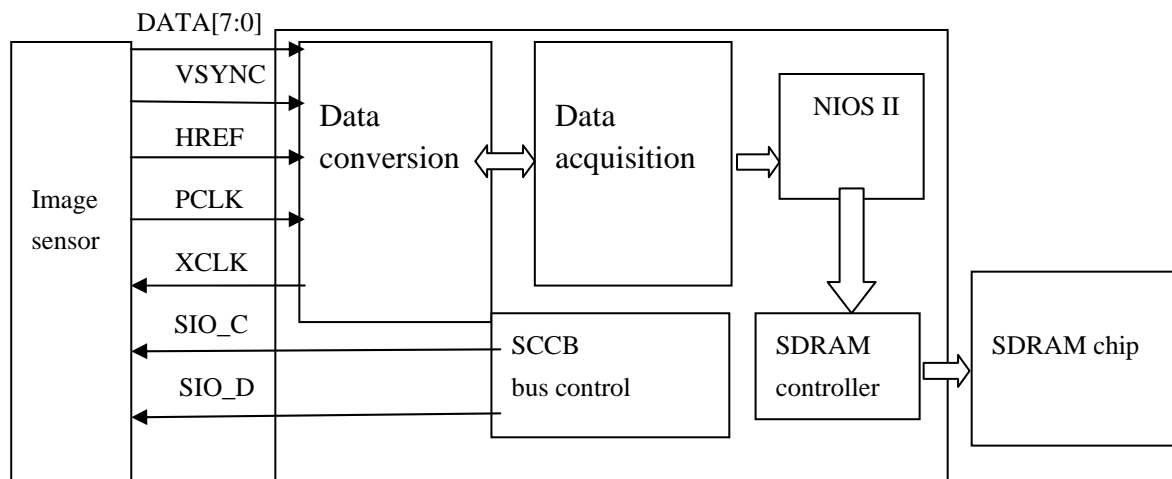 DATA[7:0]
VSYNC
HREF
PCLK
XCLK
SIO_C
SIO_D
Image
sensor
Data
conversion
Data
acquisition
NIOS II
SCCB
bus control
SDRAM
controller
SDRAM chip